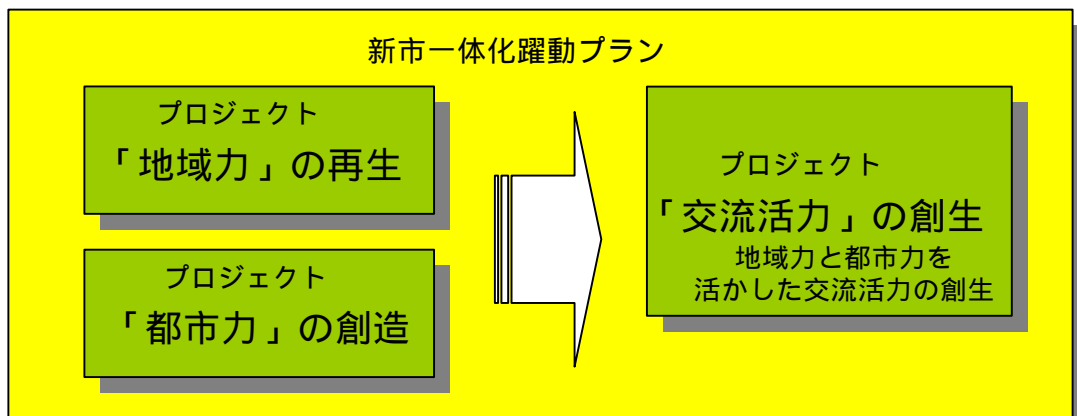 新市一体化躍動プラン
プロジェクト
「地域力」の再生
プロジェクト
「都市力」の創造
プロジェクト
「交流活力」の創生
地域力と都市力を
活かした交流活力の創生